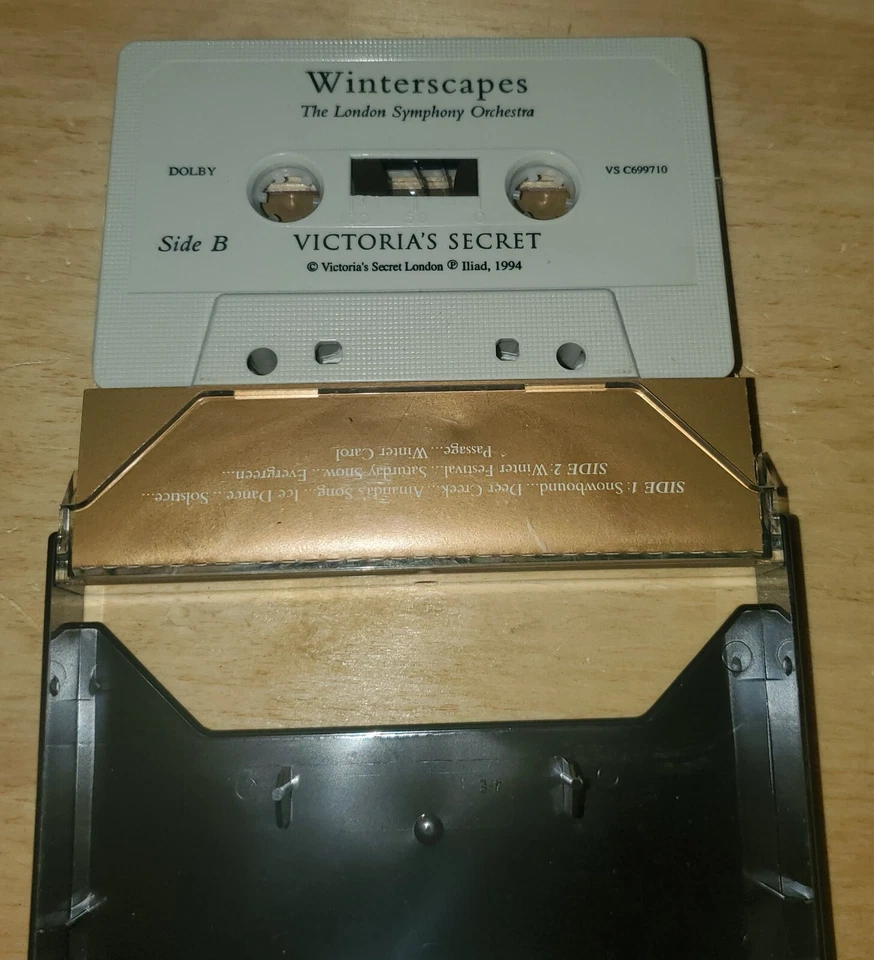 Winterscapes
The London Symphony Orchestra
DOLBY
VS C699710
Side B
VICTORIA'S SECRET
© Victoria's Secret London ℗ Iliad, 1994
SIDE 1: Snowbound.... Deer Creek... Amanda's Song... Ice Dance... Solstice...
SIDE 2: Winter Festival... Saturday Snow... Evergreen....
Passage.... Winter Carol